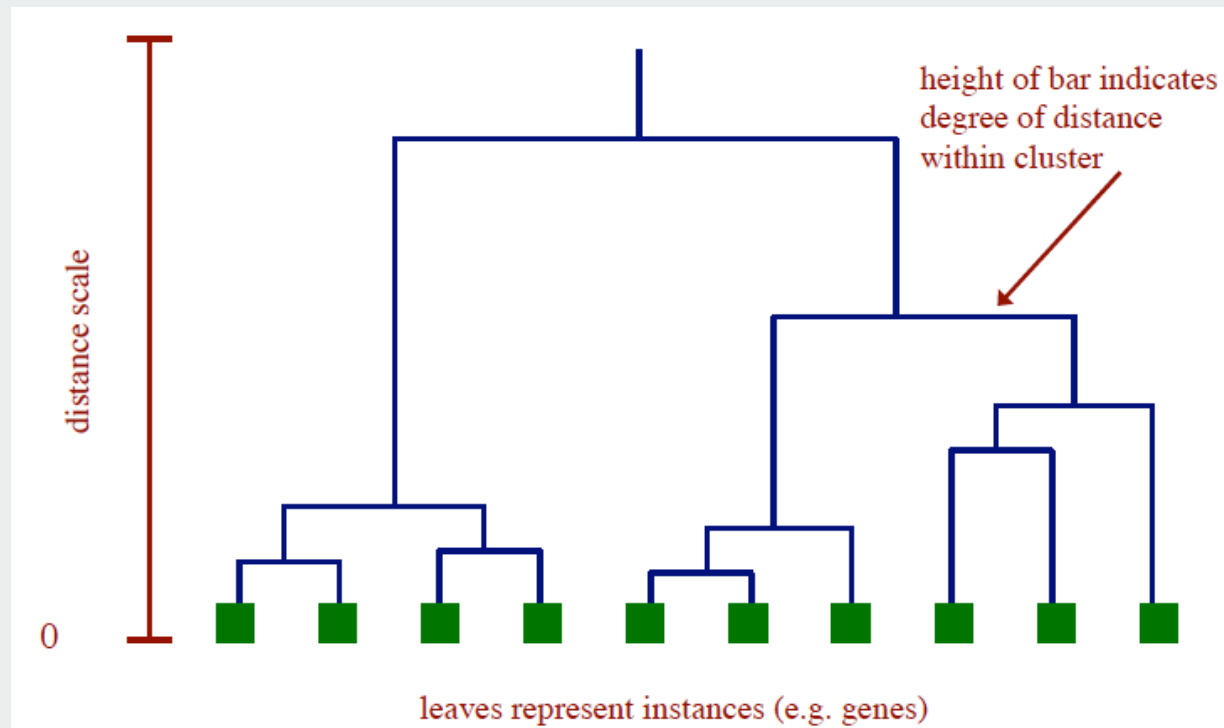 height of bar indicates
degree of distance
within cluster
distance scale
0
leaves represent instances (e.g. genes)